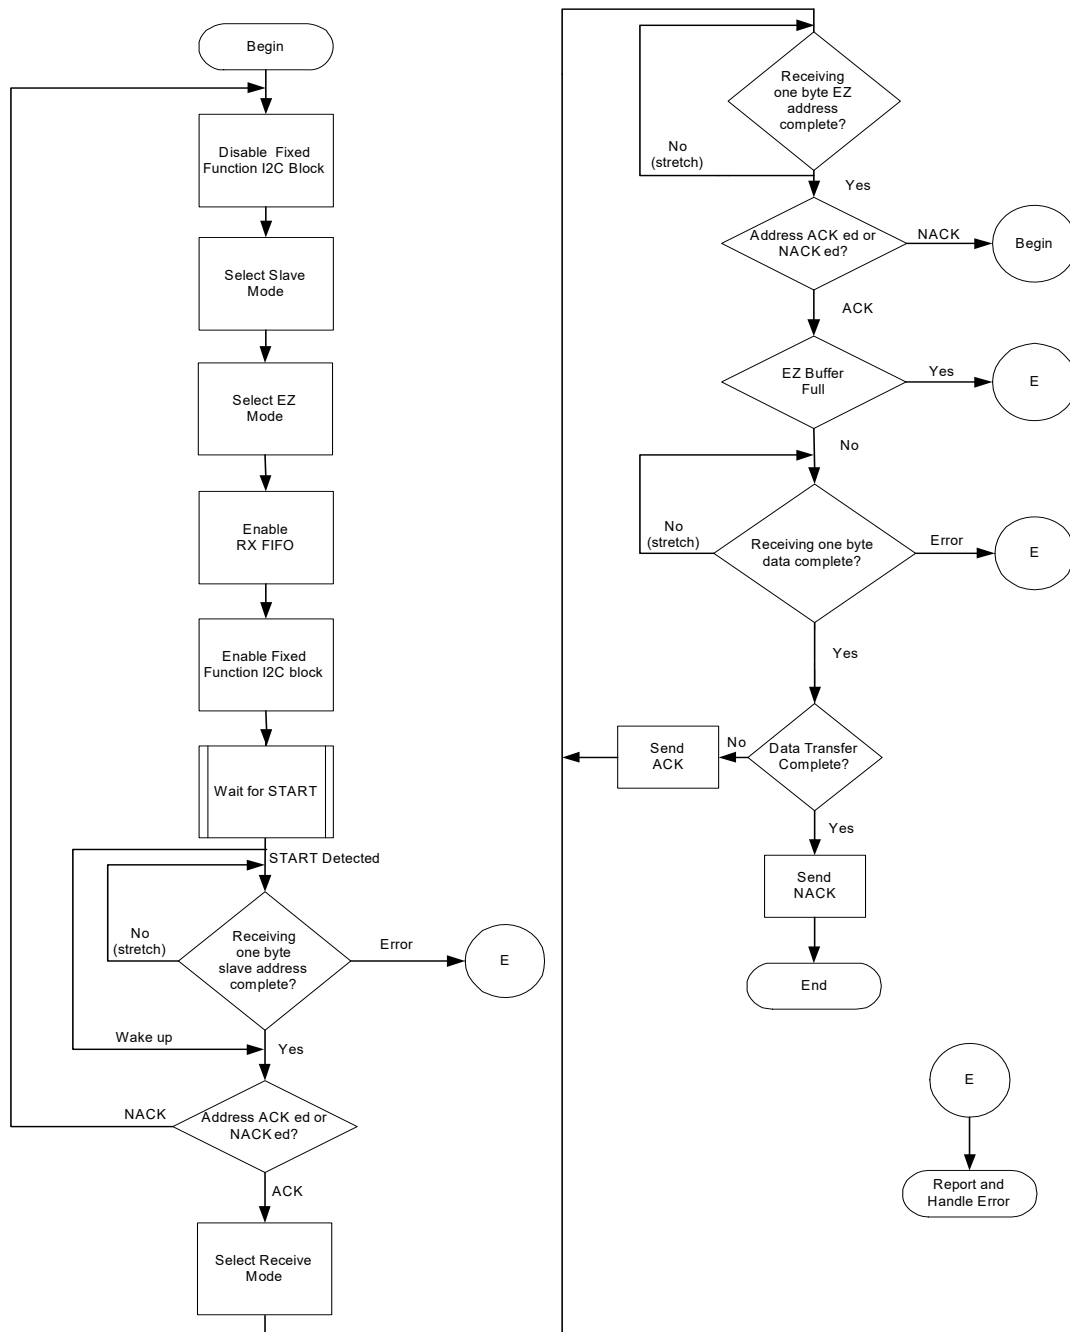 Begin
Disable Fixed
Function I2C Block
Select Slave
Mode
Select EZ
Mode
Enable
RX FIFO
Enable Fixed
Function I2C block
Wait for START
START Detected
No
(stretch)
Receiving
one byte
slave address
complete?
Error
E
Wake up
Yes
NACK
Address ACK ed or
NACK ed?
ACK
Select Receive
Mode
Receiving
one byte EZ
address
complete?
No
(stretch)
Yes
Address ACK ed or
NACK ed?
NACK
Begin
ACK
EZ Buffer
Full
Yes
E
No
No
(stretch)
Receiving one byte
data complete?
Error
E
Yes
Send
ACK
No
Data Transfer
Complete?
Yes
Send
NACK
End
E
Report and
Handle Error